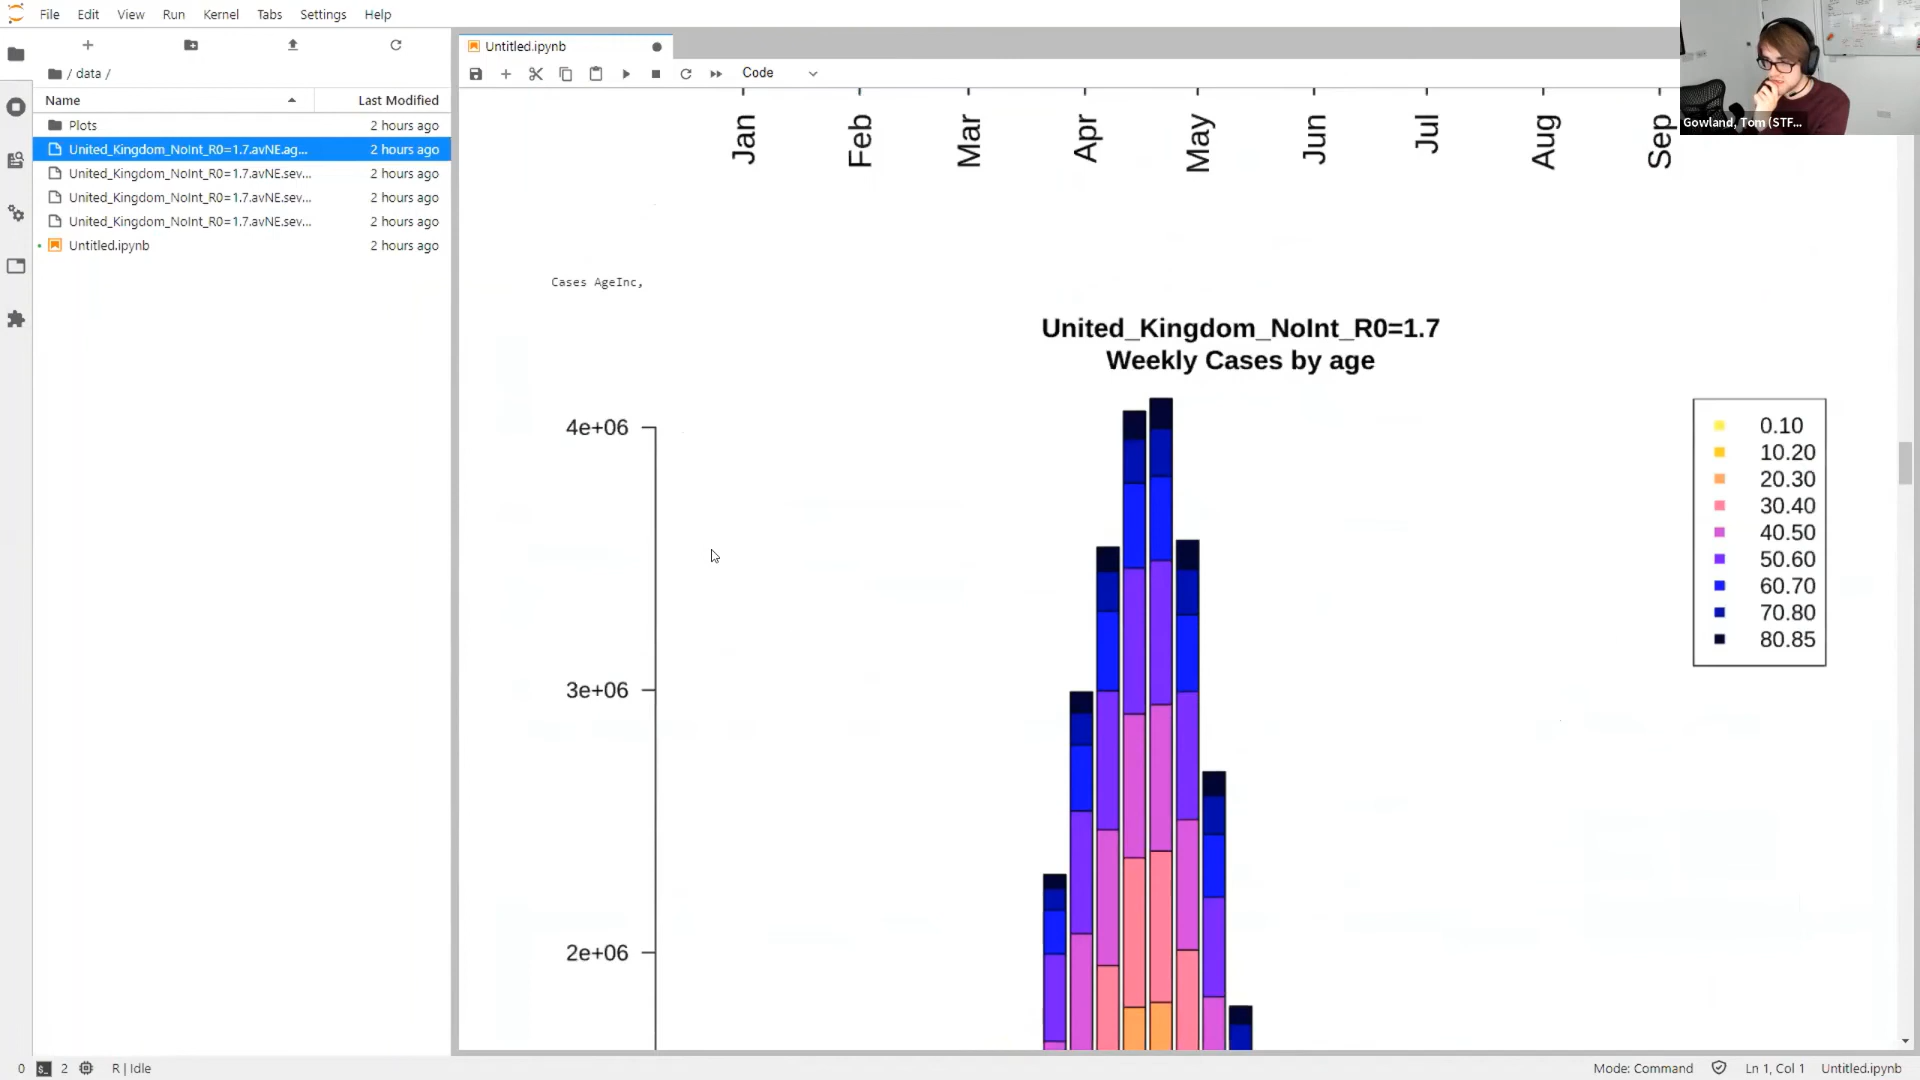 File Edit View Run Kernel Tabs Settings Help
/ data /
Name Last Modified
Plots 2 hours ago
United_Kingdom_NoInt_R0=1.7.avNE.ag... 2 hours ago
United_Kingdom_NoInt_R0=1.7.avNE.sev... 2 hours ago
United_Kingdom_NoInt_R0=1.7.avNE.sev... 2 hours ago
United_Kingdom_NoInt_R0=1.7.avNE.sev... 2 hours ago
Untitled.ipynb 2 hours ago
Untitled.ipynb
Code
Gowland, Tom (STF...
Jan Feb Mar Apr May Jun Jul Aug Sep
Cases AgeInc,
United_Kingdom_NoInt_R0=1.7
Weekly Cases by age
4e+06
3e+06
2e+06
0.10
10.20
20.30
30.40
40.50
50.60
60.70
70.80
80.85
0 2 R | Idle
Mode: Command Ln 1, Col 1 Untitled.ipynb